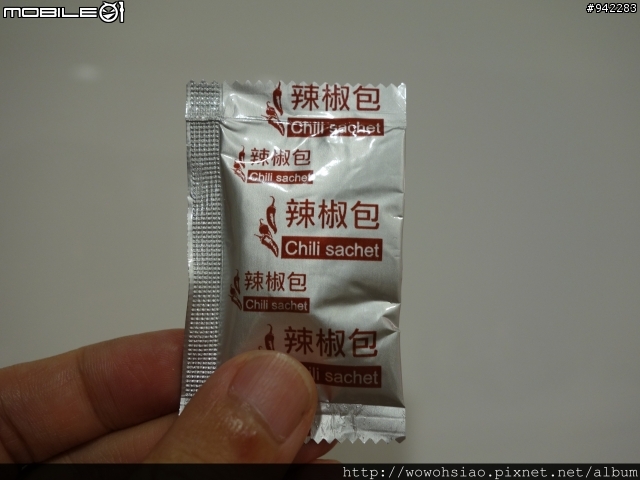 MOBILE01
#942283
辣椒包
Chili sachet
辣椒包
Chili sachet
辣椒包
Chili sachet
辣椒包
Chili sachet
辣椒包
ili sachet
http://wowohsiao.pixnet.net/album